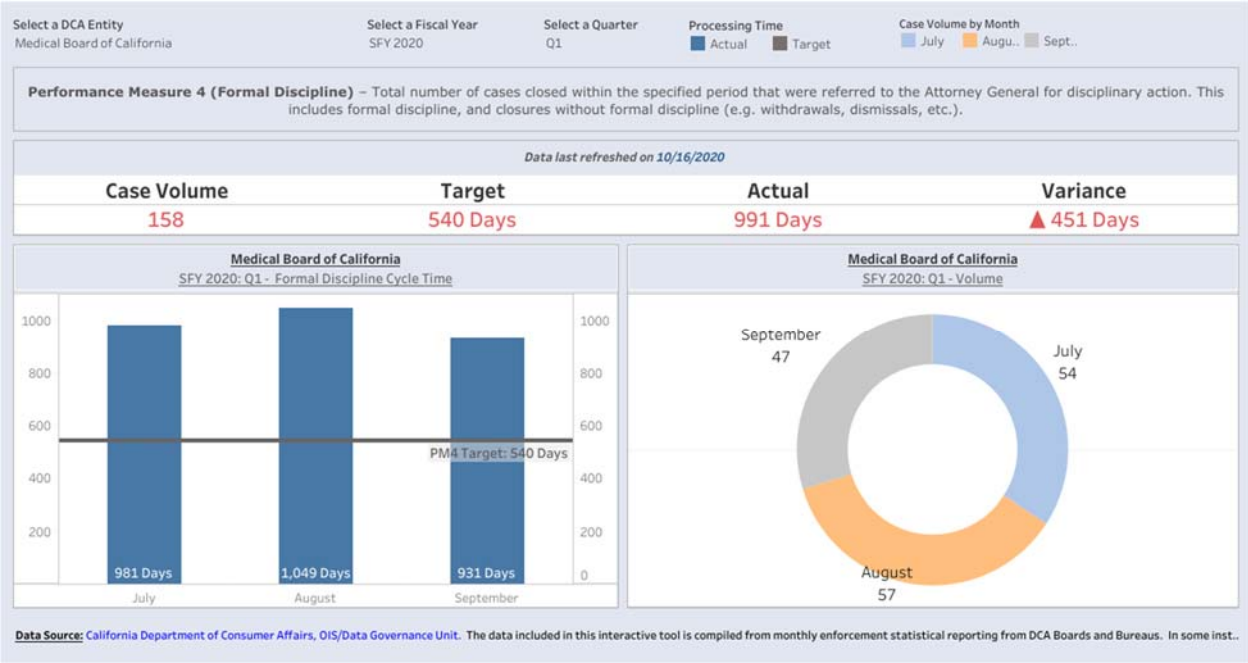 Select a DCA Entity
Medical Board of California
Select a Fiscal Year
SFY 2020
Select a Quarter
Q1
Processing Time
Actual Target
Case Volume by Month
July Augu.. Sept..
Performance Measure 4 (Formal Discipline) – Total number of cases closed within the specified period that were referred to the Attorney General for disciplinary action. This
includes formal discipline, and closures without formal discipline (e.g. withdrawals, dismissals, etc.).
Data last refreshed on 10/16/2020
Case Volume Target Actual Variance
158 540 Days 991 Days ▲ 451 Days
Medical Board of California
SFY 2020: Q1 - Formal Discipline Cycle Time
1000 1000
800 800
600 600
PM4 Target: 540 Days
400 400
200 200
981 Days 1,049 Days 931 Days 0
July August September
Medical Board of California
SFY 2020: Q1 - Volume
September
47
July
54
August
57
Data Source: California Department of Consumer Affairs, OIS/Data Governance Unit. The data included in this interactive tool is compiled from monthly enforcement statistical reporting from DCA Boards and Bureaus. In some inst..